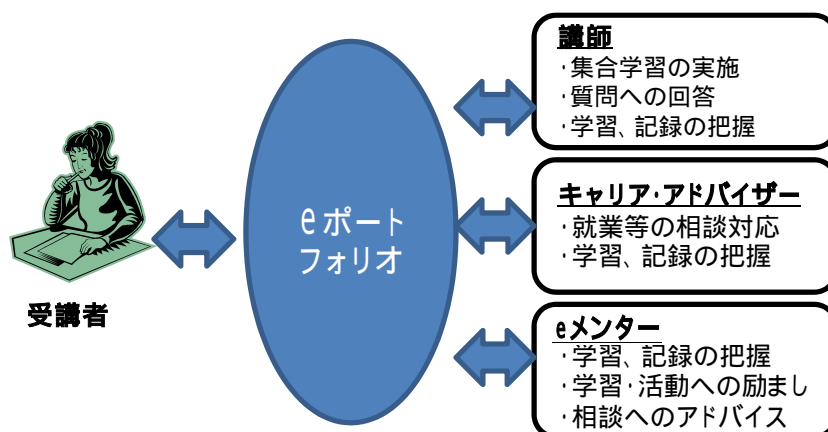 受講者
eポート
フォリオ
講師
・集合学習の実施
・質問への回答
・学習、記録の把握
キャリア・アドバイザー
・就業等の相談対応
・学習、記録の把握
eメンター
・学習、記録の把握
・学習・活動への励まし
・相談へのアドバイス